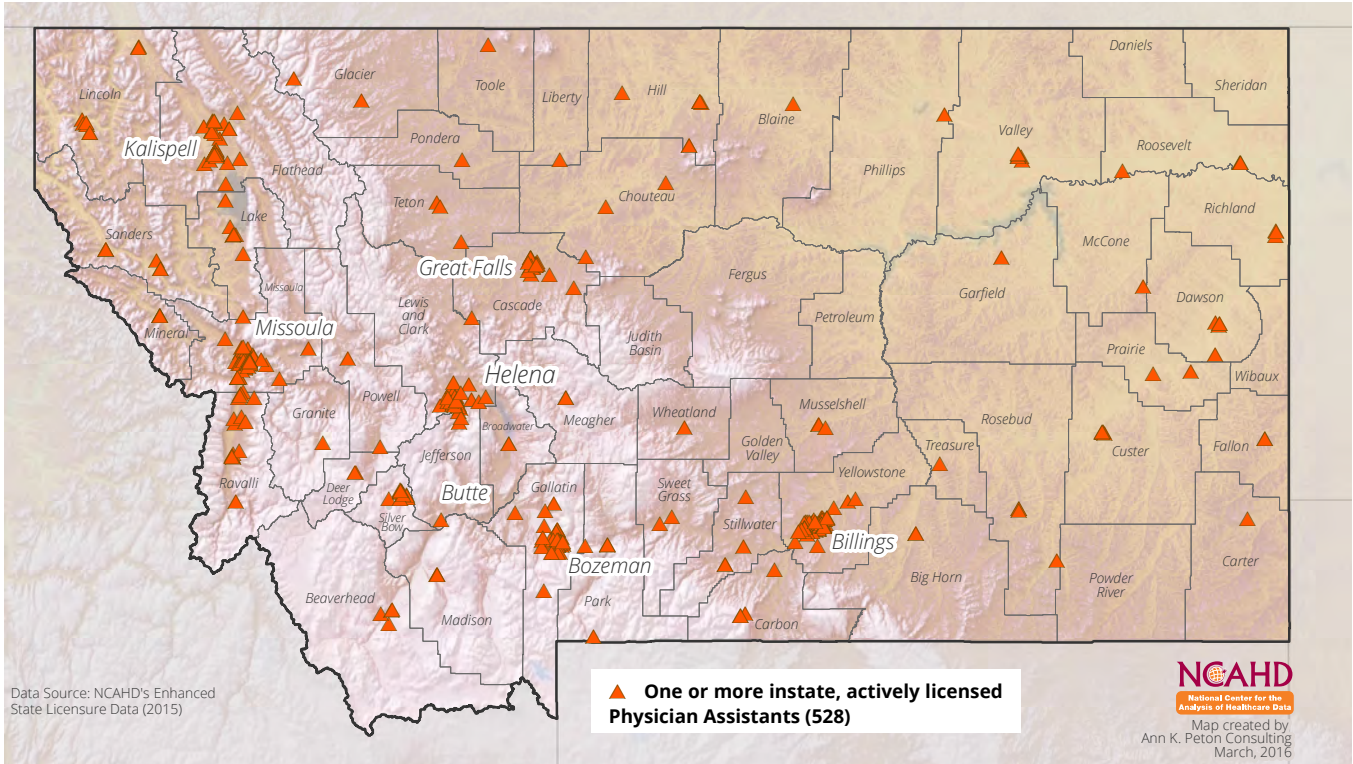 Daniels
Glacier
Toole
Hill
Sheridan
Lincoln
Liberty
Blaine
Valley
Pondera
Roosevelt
Kalispell
Flathead
Phillips
Teton
Chouteau
Lake
Richland
Sanders
McCone
Great Falls
Fergus
Missoula
Garfield
Dawson
Lewis
and
Clark
Cascade
Petroleum
Mineral
Missoula
Judith
Basin
Prairie
Helena
Wibaux
Powell
Granite
Meagher
Wheatland
Musselshell
Rosebud
Broadwater
Golden
Valley
Treasure
Custer
Fallon
Jefferson
Yellowstone
Ravalli
Deer
Lodge
Butte
Gallatin
Sweet
Grass
Silver
Bow
Stillwater
Billings
Bozeman
Carter
Big Horn
Powder
River
Beaverhead
Park
Madison
Carbon
Data Source: NCAHD's Enhanced
State Licensure Data (2015)
One or more instate, actively licensed
Physician Assistants (528)
NCAHD
National Center for the
Analysis of Healthcare Data
Map created by
Ann K. Peton Consulting
March, 2016